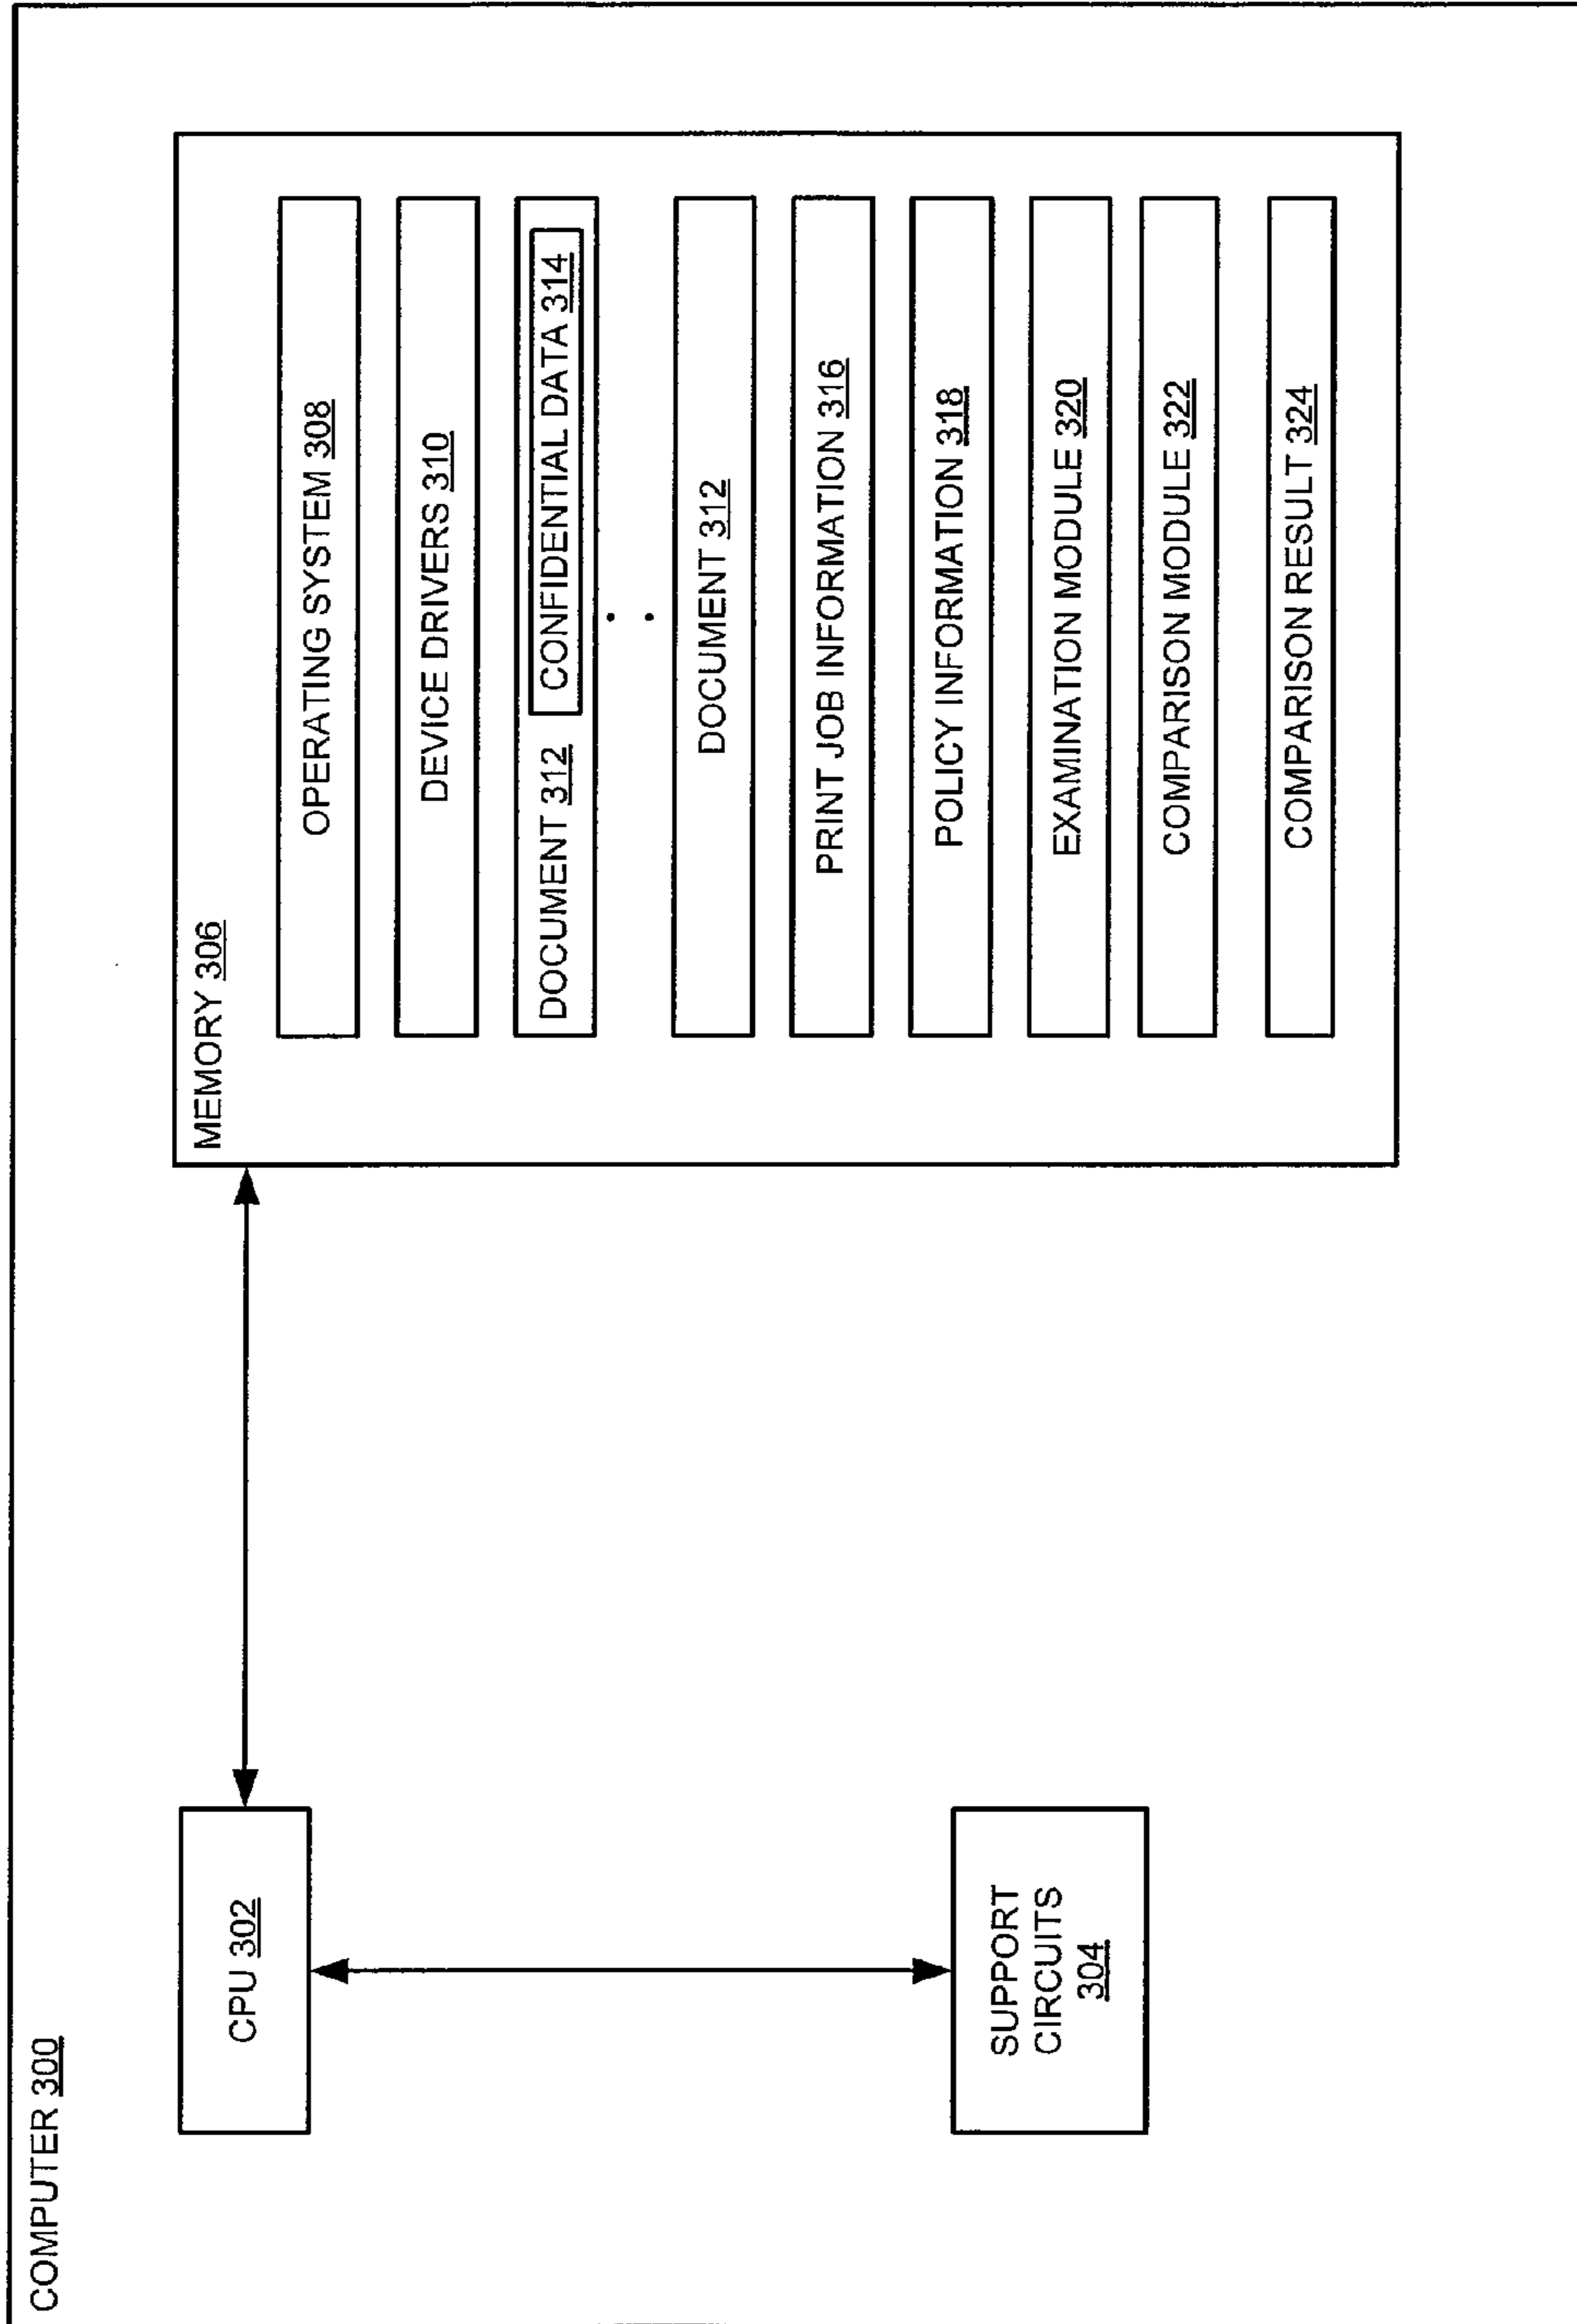 COMPUTER 300
CPU 302
SUPPORT
CIRCUITS
304
MEMORY 306
OPERATING SYSTEM 308
DEVICE DRIVERS 310
DOCUMENT 312
CONFIDENTIAL DATA 314
DOCUMENT 312
PRINT JOB INFORMATION 316
POLICY INFORMATION 318
EXAMINATION MODULE 320
COMPARISON MODULE 322
COMPARISON RESULT 324